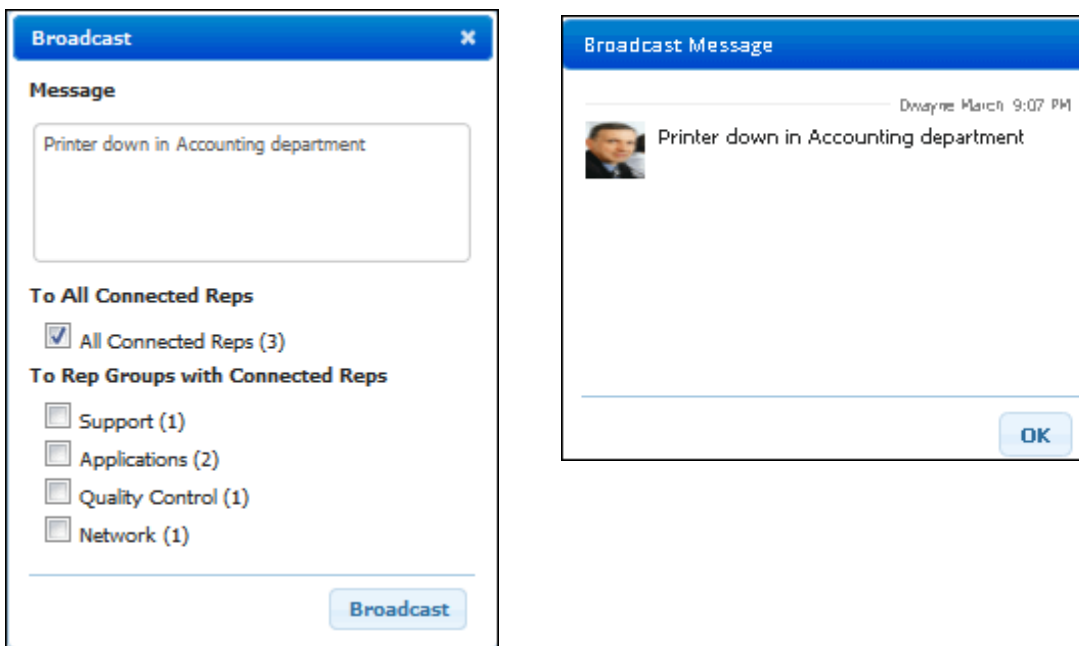 Broadcast
Message
Printer down in Accounting department
To All Connected Reps
All Connected Reps (3)
To Rep Groups with Connected Reps
Support (1)
Applications (2)
Quality Control (1)
Network (1)
Broadcast
Broadcast Message
Dwayne March 9:07 PM
Printer down in Accounting department
OK